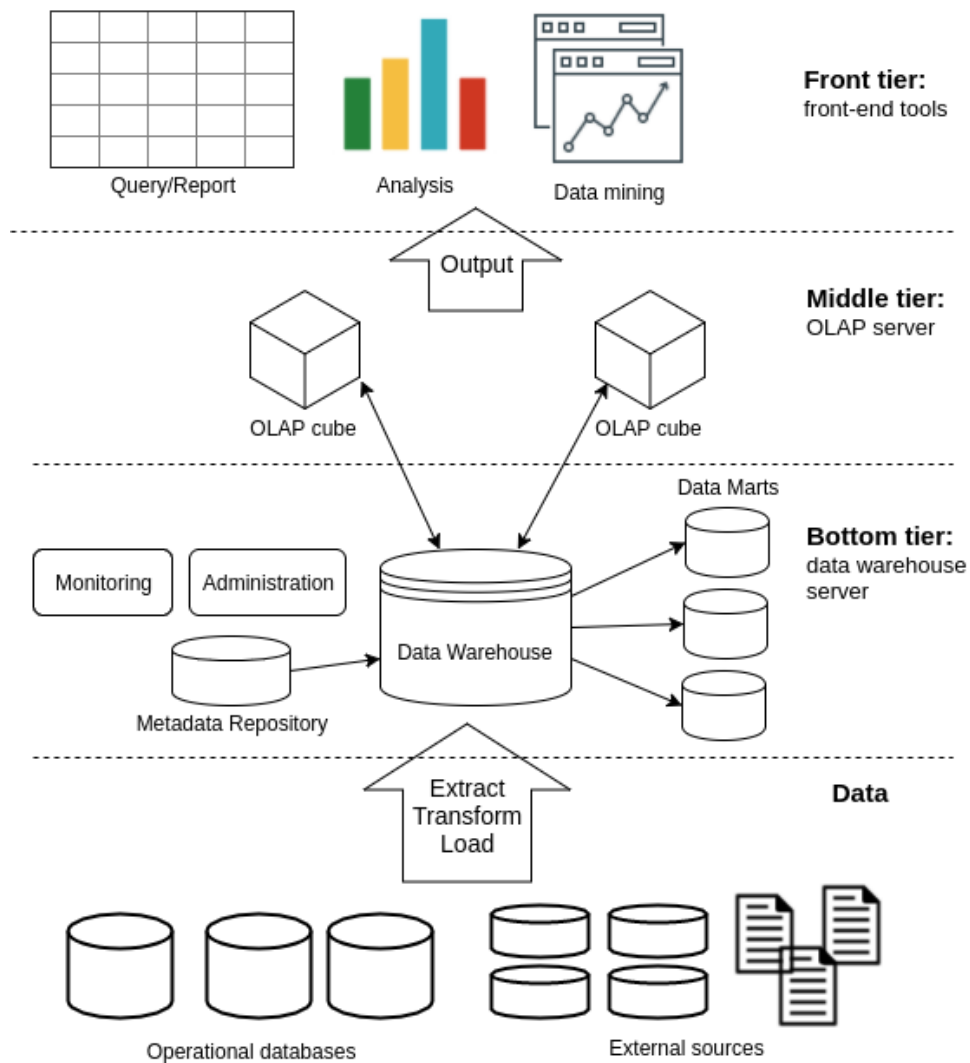 Front tier:
front-end tools
Query/Report
Analysis
Data mining
Output
Middle tier:
OLAP server
OLAP cube
OLAP cube
Data Marts
Bottom tier:
data warehouse
server
Monitoring
Administration
Data Warehouse
Metadata Repository
Extract
Transform
Load
Data
Operational databases
External sources